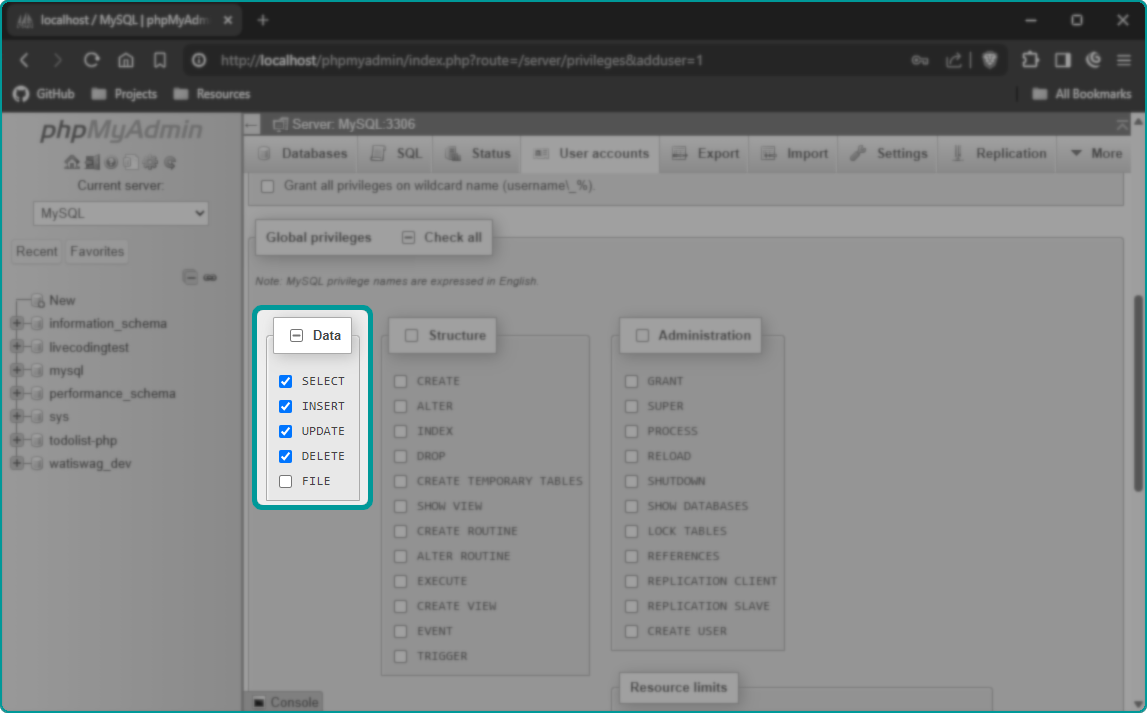 localhost / MySQL | phpMyAdm
http://localhost/phpmyadmin/index.php?route=/server/privileges&adduser=1
GitHub Projects Resources All Bookmarks
phpMyAdmin
Current server:
MySQL
Recent Favorites
New
information_schema
livecodingtest
mysql
performance_schema
sys
todolist-php
watiswag_dev
Server: MySQL:3306
Databases SQL Status User accounts Export Import Settings Replication More
Grant all privileges on wildcard name (username\_%).
Global privileges Check all
Note: MySQL privilege names are expressed in English.
Data
SELECT
INSERT
UPDATE
DELETE
FILE
Structure
CREATE
ALTER
INDEX
DROP
CREATE TEMPORARY TABLES
SHOW VIEW
CREATE ROUTINE
ALTER ROUTINE
EXECUTE
CREATE VIEW
EVENT
TRIGGER
Administration
GRANT
SUPER
PROCESS
RELOAD
SHUTDOWN
SHOW DATABASES
LOCK TABLES
REFERENCES
REPLICATION CLIENT
REPLICATION SLAVE
CREATE USER
Resource limits
Console